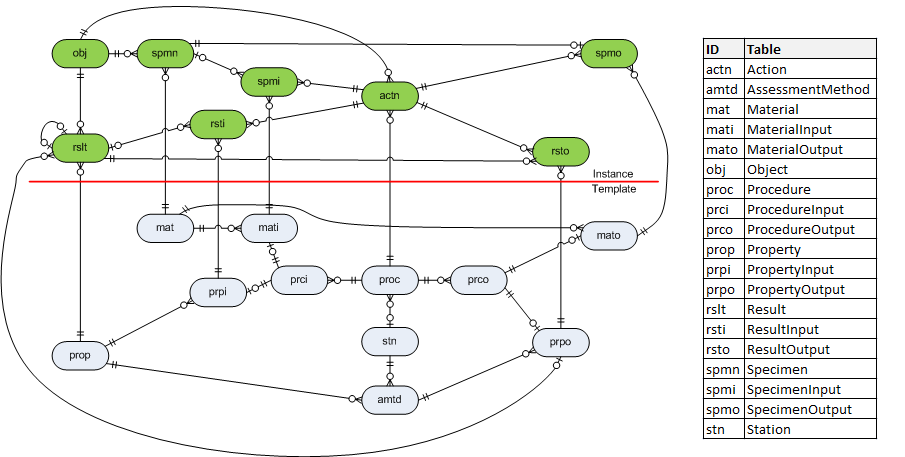 obj
spmn
spmo
spmi
actn
rsti
rslt
rsto
Instance
Template
mat
mati
mato
prpi
prci
proc
prco
stn
prop
prpo
amtd
ID Table
actn Action
amtd AssessmentMethod
mat Material
mati MaterialInput
mato MaterialOutput
obj Object
proc Procedure
prci ProcedureInput
prco ProcedureOutput
prop Property
prpi PropertyInput
prpo PropertyOutput
rslt Result
rsti ResultInput
rsto ResultOutput
spmn Specimen
spmi SpecimenInput
spmo SpecimenOutput
stn Station